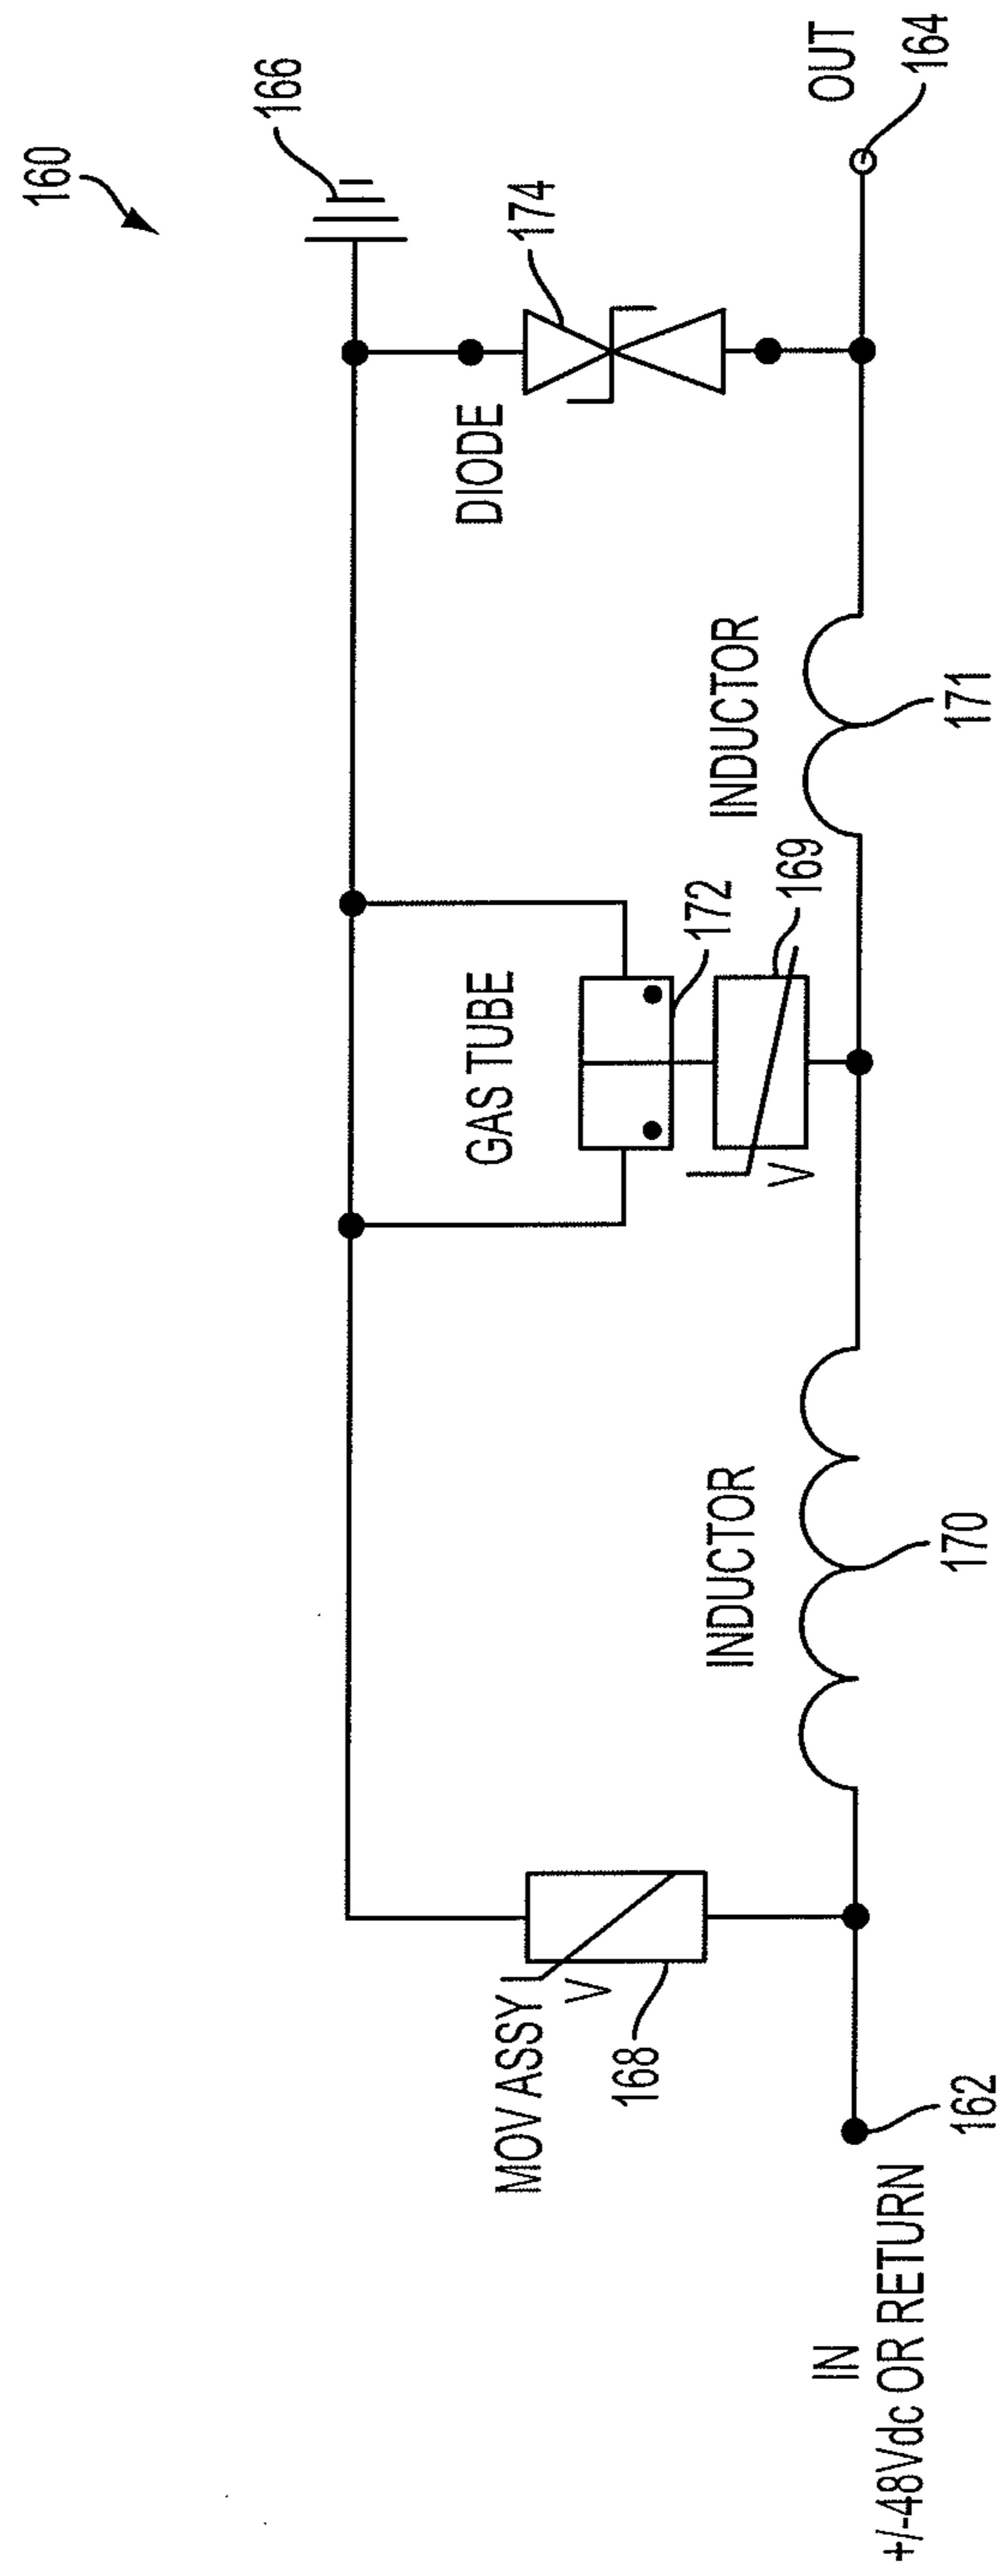 160
166
OUT
164
174
DIODE
INDUCTOR
171
GAS TUBE
172
169
V
INDUCTOR
170
MOV ASSY
V
168
162
IN
+/-48Vdc OR RETURN